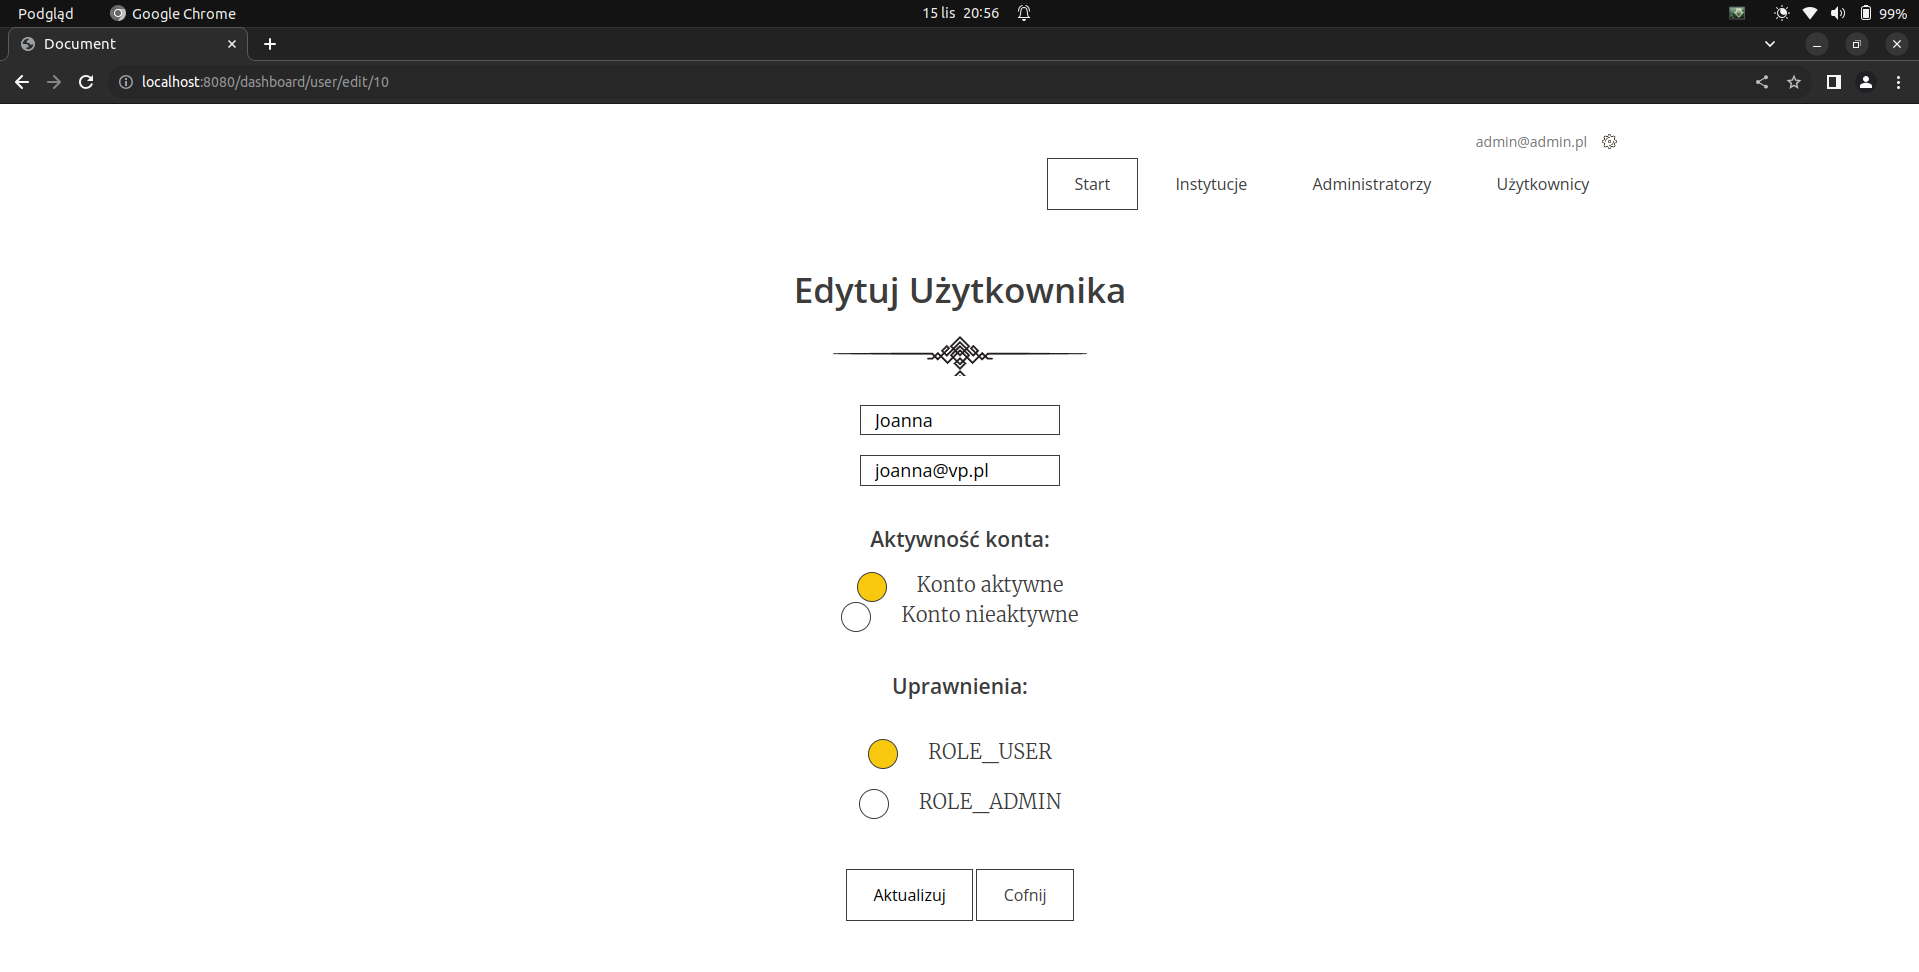 Podgląd Google Chrome 15 lis 20:56 99%
Document
localhost:8080/dashboard/user/edit/10
admin@admin.pl
Start Instytucje Administratorzy Użytkownicy
Edytuj Użytkownika
Joanna
joanna@vp.pl
Aktywność konta:
Konto aktywne
Konto nieaktywne
Uprawnienia:
ROLE_USER
ROLE_ADMIN
Aktualizuj Cofnij